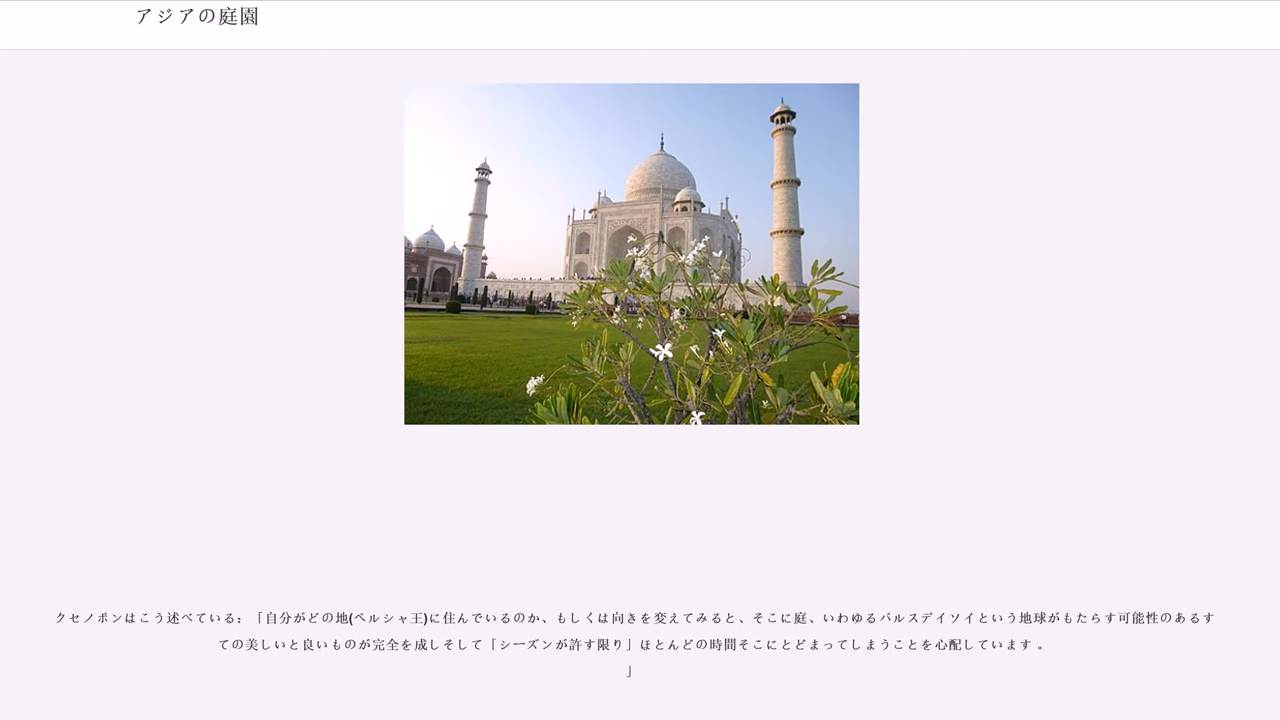 アジアの庭園
クセノポンはこう述べている: 「自分がどの地(ペルシャ王)に住んでいるのか、もしくは向きを変えてみると、そこに庭、いわゆるパルスデイソイという地球がもたらす可能性のあるす
ての美しいと良いものが完全を成しそして「シーズンが許す限り」ほとんどの時間そこにとどまってしまうことを心配しています 。
」